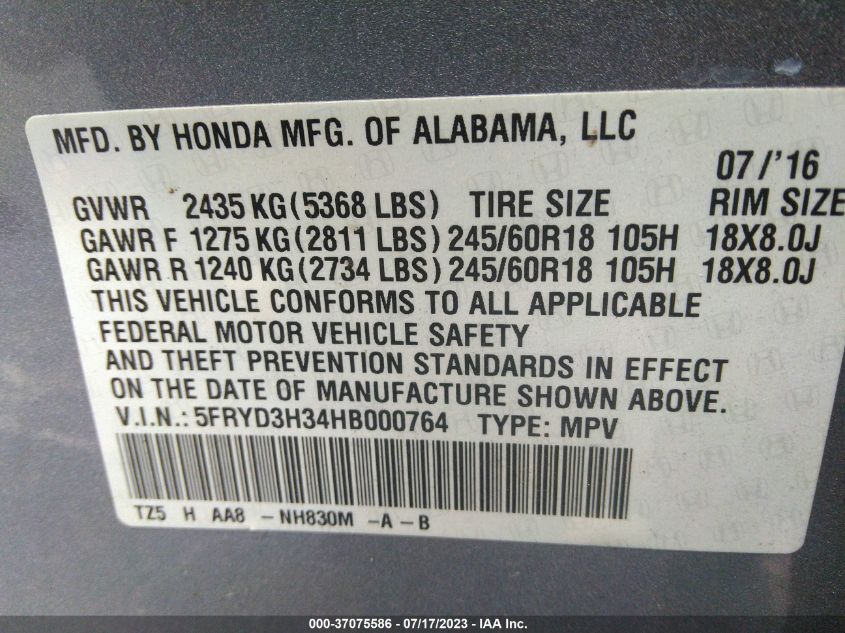 MFD. BY HONDA MFG. OF ALABAMA, LLC
07/'16
GVWR 2435 KG(5368 LBS) TIRE SIZE RIM SIZE
GAWR F 1275 KG(2811 LBS) 245/60R18 105H 18X8.0J
GAWR R 1240 KG(2734 LBS) 245/60R18 105H 18X8.0J
THIS VEHICLE CONFORMS TO ALL APPLICABLE
FEDERAL MOTOR VEHICLE SAFETY
AND THEFT PREVENTION STANDARDS IN EFFECT
ON THE DATE OF MANUFACTURE SHOWN ABOVE.
V.I.N.: 5FRYD3H34HB000764 TYPE: MPV
TZ5 H AA8 – NH830M –A – B
000-37075586 - 07/17/2023 - IAA Inc.